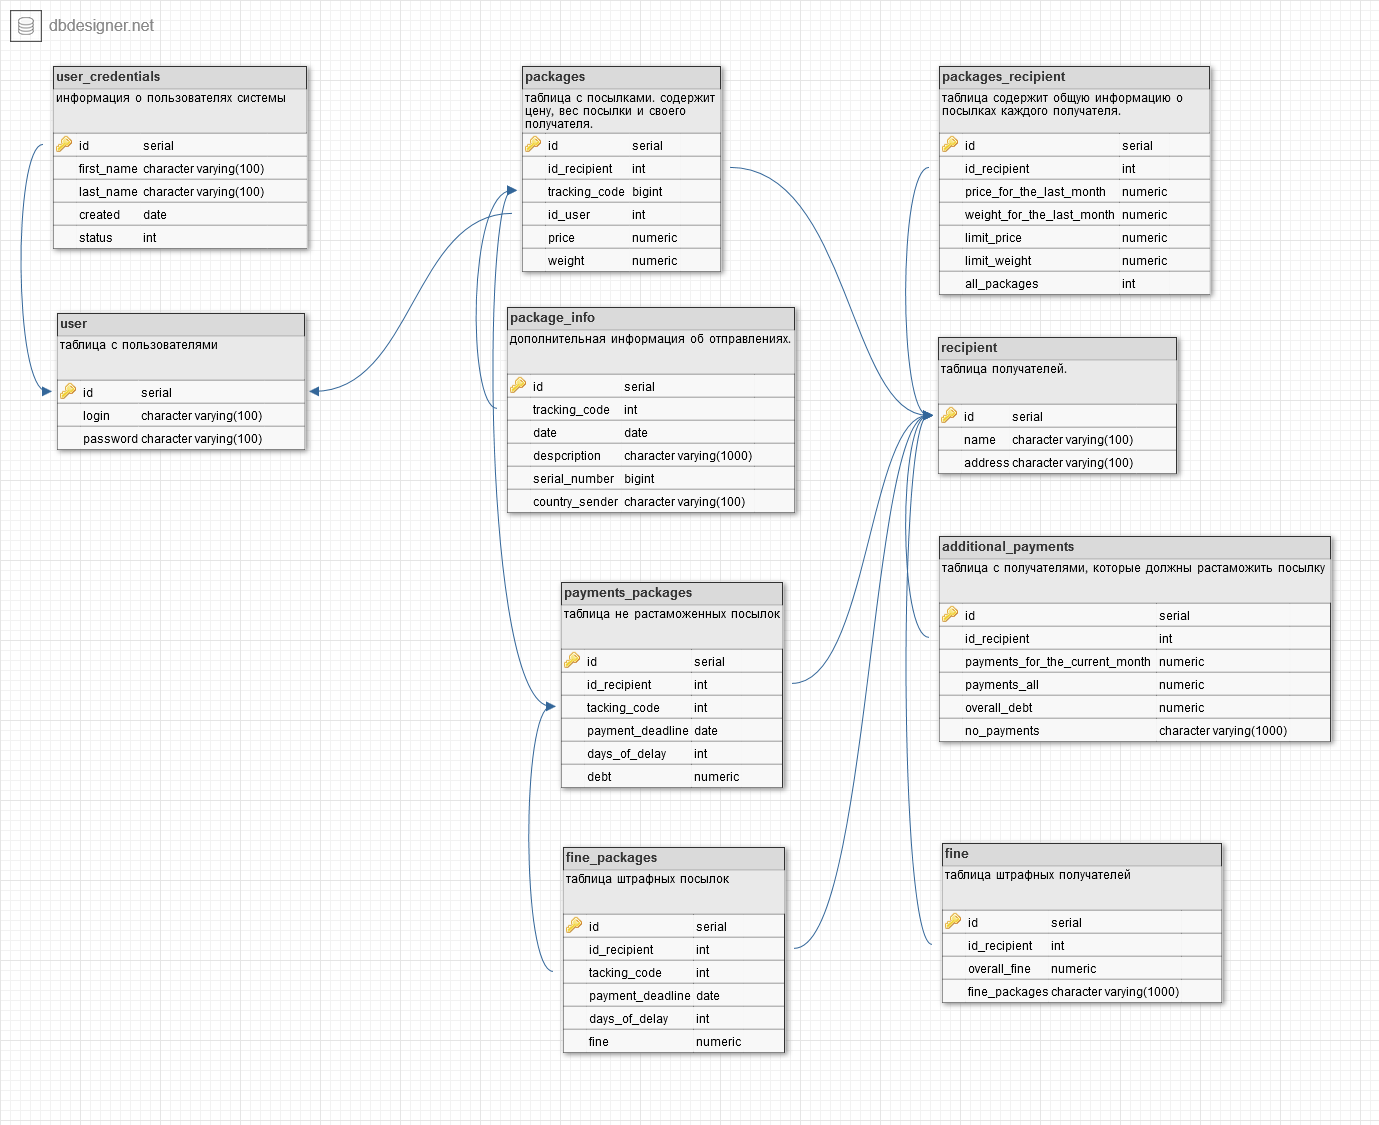 dbdesigner.net
user_credentials
информация о пользователях системы
id serial
first_name character varying(100)
last_name character varying(100)
created date
status int
user
таблица с пользователями
id serial
login character varying(100)
password character varying(100)
packages
таблица с посылками. содержит
цену, вес посылки и своего
получателя.
id serial
id_recipient int
tracking_code bigint
id_user int
price numeric
weight numeric
package_info
дополнительная информация об отправлениях.
id serial
tracking_code int
date date
despcription character varying(1000)
serial_number bigint
country_sender character varying(100)
payments_packages
таблица не растаможенных посылок
id serial
id_recipient int
tacking_code int
payment_deadline date
days_of_delay int
debt numeric
fine_packages
таблица штрафных посылок
id serial
id_recipient int
tacking_code int
payment_deadline date
days_of_delay int
fine numeric
packages_recipient
таблица содержит общую информацию о
посылках каждого получателя.
id serial
id_recipient int
price_for_the_last_month numeric
weight_for_the_last_month numeric
limit_price numeric
limit_weight numeric
all_packages int
recipient
таблица получателей.
id serial
name character varying(100)
address character varying(100)
additional_payments
таблица с получателями, которые должны растаможить посылку
id serial
id_recipient int
payments_for_the_current_month numeric
payments_all numeric
overall_debt numeric
no_payments character varying(1000)
fine
таблица штрафных получателей
id serial
id_recipient int
overall_fine numeric
fine_packages character varying(1000)